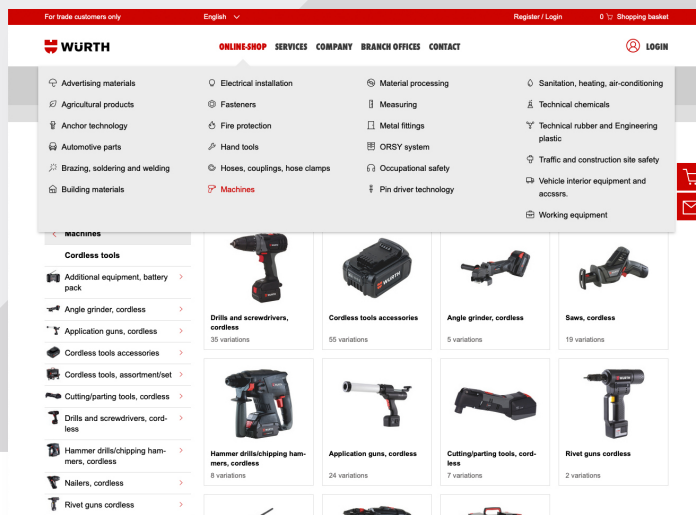 For trade customers only
English
Register / Login
0 Shopping basket
WÜRTH
ONLINE-SHOP SERVICES COMPANY BRANCH OFFICES CONTACT
LOGIN
Advertising materials
Agricultural products
Anchor technology
Automotive parts
Brazing, soldering and welding
Building materials
Electrical installation
Fasteners
Fire protection
Hand tools
Hoses, couplings, hose clamps
Machines
Material processing
Measuring
Metal fittings
ORSY system
Occupational safety
Pin driver technology
Sanitation, heating, air-conditioning
Technical chemicals
Technical rubber and Engineering
plastic
Traffic and construction site safety
Vehicle interior equipment and
accssrs.
Working equipment
Machines
Cordless tools
Additional equipment, battery
pack
Angle grinder, cordless
Application guns, cordless
Cordless tools accessories
Cordless tools, assortment/set
Cutting/parting tools, cordless
Drills and screwdrivers, cord-
less
Hammer drills/chipping ham-
mers, cordless
Nailers, cordless
Rivet guns cordless
Drills and screwdrivers,
cordless
35 variations
WURTH
Cordless tools accessories
55 variations
Angle grinder, cordless
5 variations
Saws, cordless
19 variations
Hammer drills/chipping ham-
mers, cordless
8 variations
Application guns, cordless
24 variations
Cutting/parting tools, cord-
less
7 variations
Rivet guns cordless
2 variations